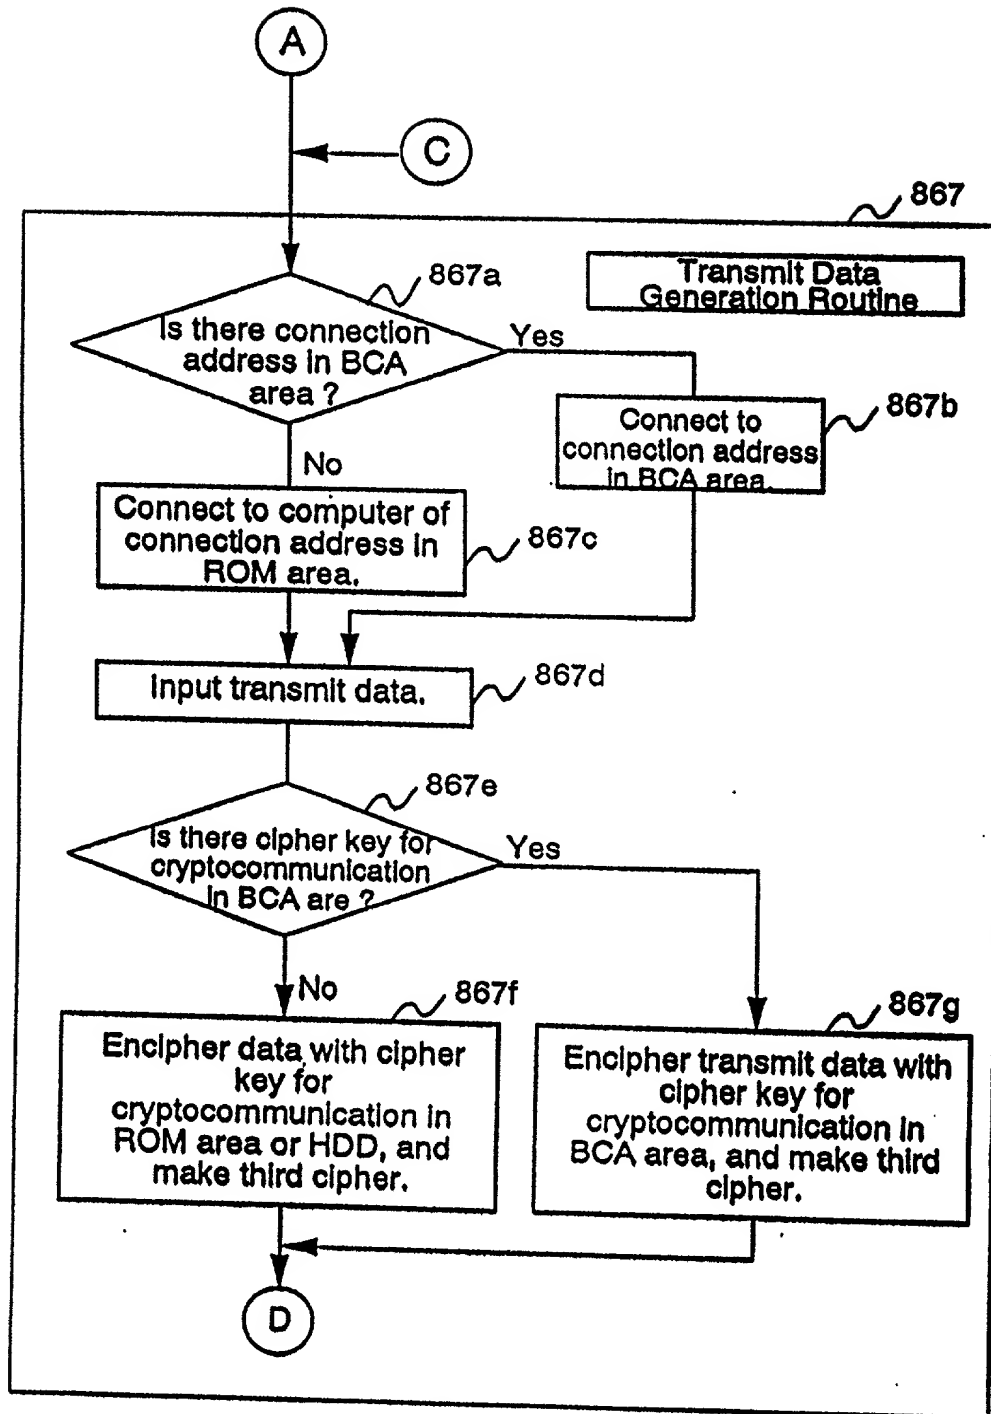 A
C
867
Transmit Data
Generation Routine
867a
Is there connection
address in BCA
area ?
Yes
867b
Connect to
connection address
in BCA area.
No
Connect to computer of
connection address in
ROM area.
867c
Input transmit data.
867d
867e
Is there cipher key for
cryptocommunication
in BCA are ?
Yes
No
867f
Encipher data with cipher
key for
cryptocommunication in
ROM area or HDD, and
make third cipher.
867g
Encipher transmit data with
cipher key for
cryptocommunication in
BCA area, and make third
cipher.
D